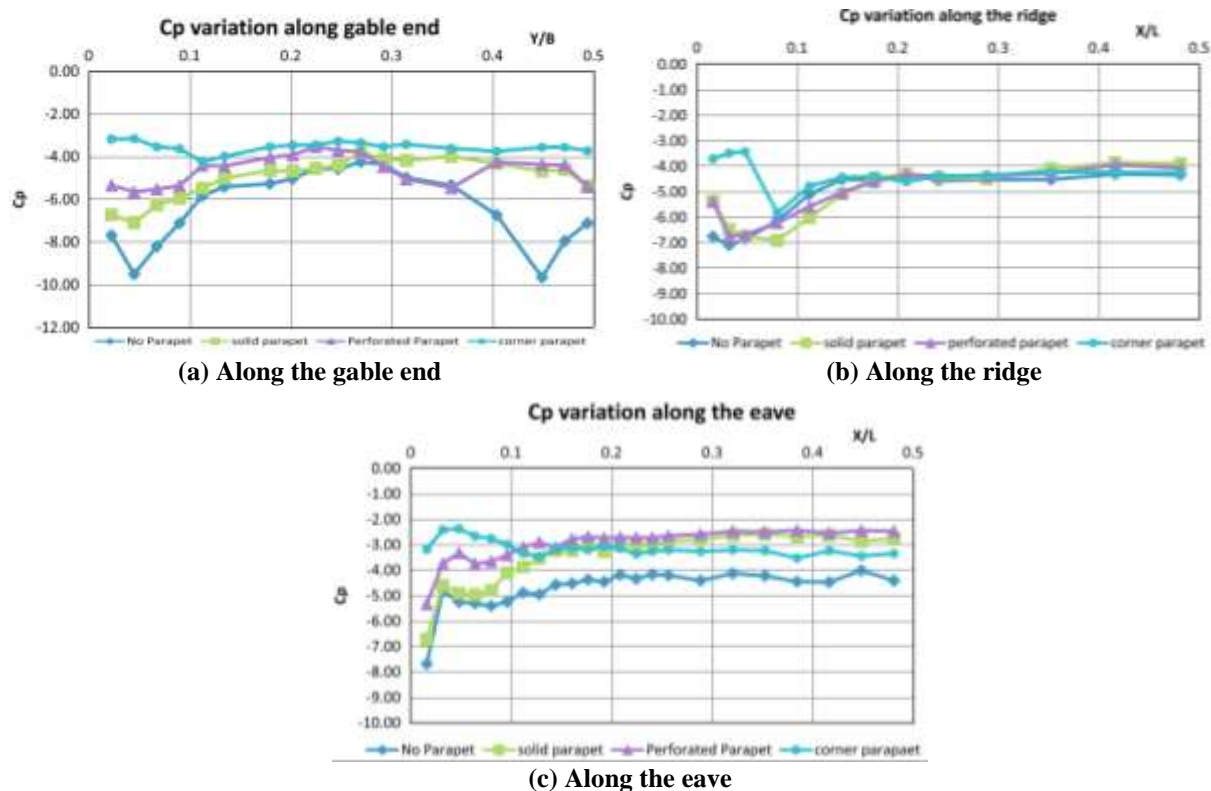 Cp variation along gable end
Y/B
0 0.1 0.2 0.3 0.4 0.5
0.00
-2.00
-4.00
-6.00
-8.00
-10.00
-12.00
Cp
No Parapet solid parapet Perforated Parapet corner parapet
(a) Along the gable end
Cp variation along the ridge
X/L
0 0.1 0.2 0.3 0.4 0.5
0.00
-1.00
-2.00
-3.00
-4.00
-5.00
-6.00
-7.00
-8.00
-9.00
-10.00
Cp
No Parapet solid parapet perforated parapet corner parapet
(b) Along the ridge
Cp variation along the eave
X/L
0 0.1 0.2 0.3 0.4 0.5
0.00
-1.00
-2.00
-3.00
-4.00
-5.00
-6.00
-7.00
-8.00
-9.00
-10.00
Cp
No Parapet solid parapet Perforated Parapet corner parapaet
(c) Along the eave